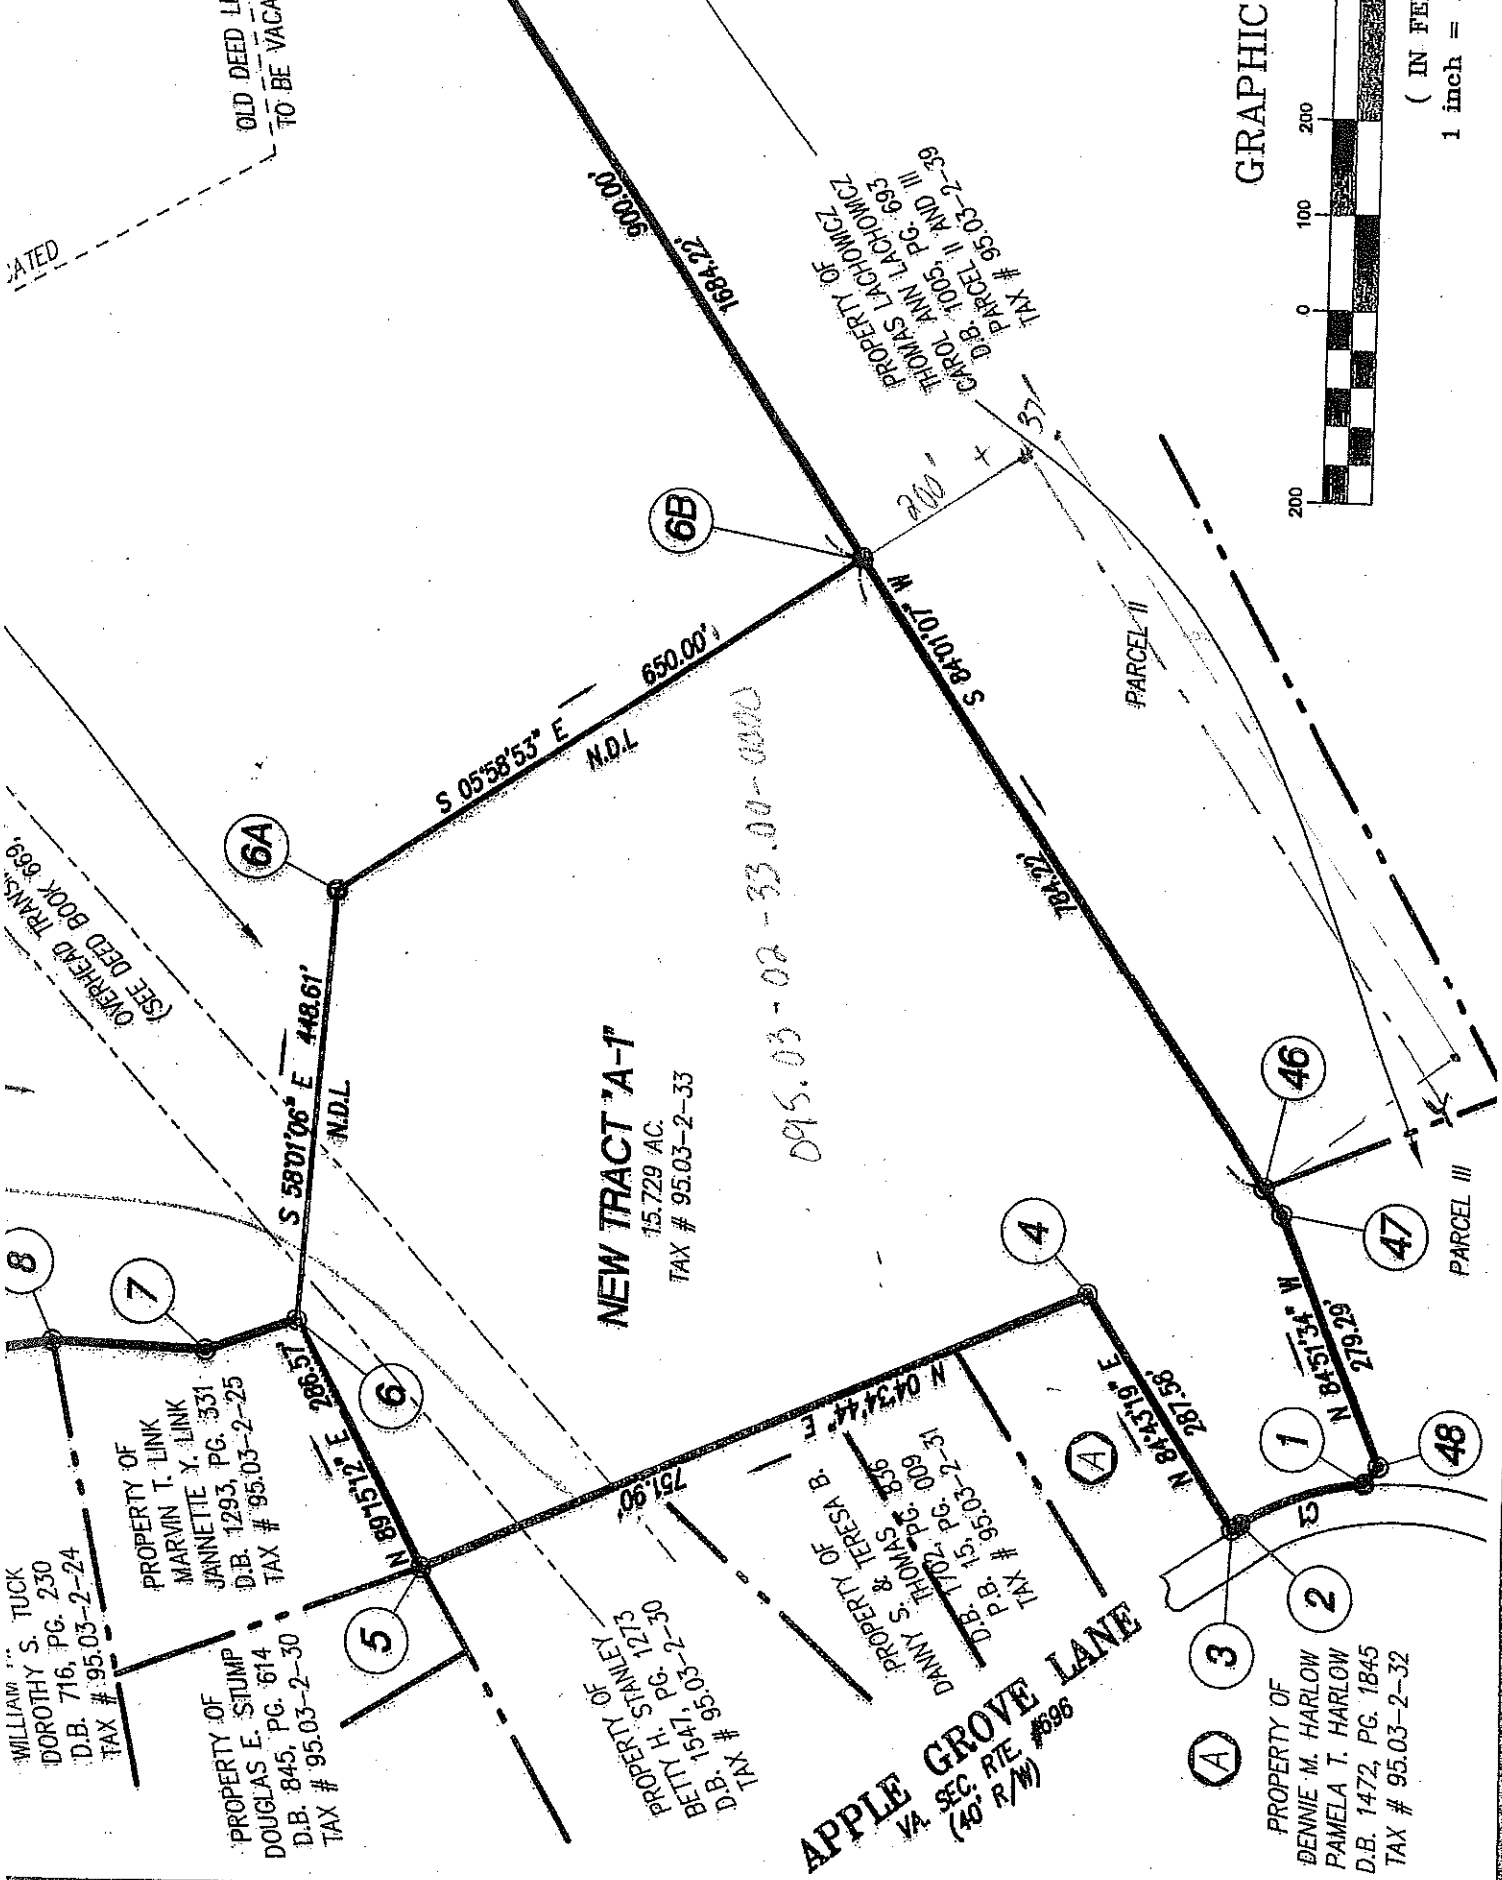 WILLIAM
DOROTHY S. TUCK
D.B. 716, PG. 230
TAX # 95.03-2-24
8
7
PROPERTY OF
MARVIN T. LINK
JANNETTE Y. LINK
D.B. 1293, PG. 331
TAX # 95.03-2-25
PROPERTY OF
DOUGLAS E. STUMP
D.B. 845, PG. 614
TAX # 95.03-2-30
5
N 89°15'12" E 286.57'
6
S 58°01'06" E 448.61'
N.D.L.
OVERHEAD
(SEE DEED BOOK 669,
6A
OLD DEED
TO BE
S 05°58'53" E 650.00'
N.D.L
6B
900.00'
1684.22'
PROPERTY OF
THOMAS LACHOWICZ
CAROL ANN LACHOWICZ
D.B. 1005, PG. 693
PARCEL II AND III
TAX # 95.03-2-39
200' +
37'
NEW TRACT "A-1"
15.729 AC.
TAX # 95.03-2-33
095.03-02-33.00-0000
S 84°01'07" W
784.22'
PARCEL II
PARCEL III
46
47
N 84°51'34" W
279.29'
48
1
C1
2
3
N 84°43'19" E
287.58'
4
A
N 04°34'44" E
751.90'
PROPERTY OF
BETTY H. STANLEY
D.B. 1547, PG. 1273
TAX # 95.03-2-30
PROPERTY OF
DANNY S. & TERESA B.
THOMAS
D.B. 1702, PG. 836
P.B. 15, PG. 009
TAX # 95.03-2-31
APPLE GROVE LANE
VA. SEC. RTE. #696
(40' R/W)
A
PROPERTY OF
DENNIE M. HARLOW
PAMELA T. HARLOW
D.B. 1472, PG. 1845
TAX # 95.03-2-32
GRAPHIC
200 0 100 200
( IN
1 inch =